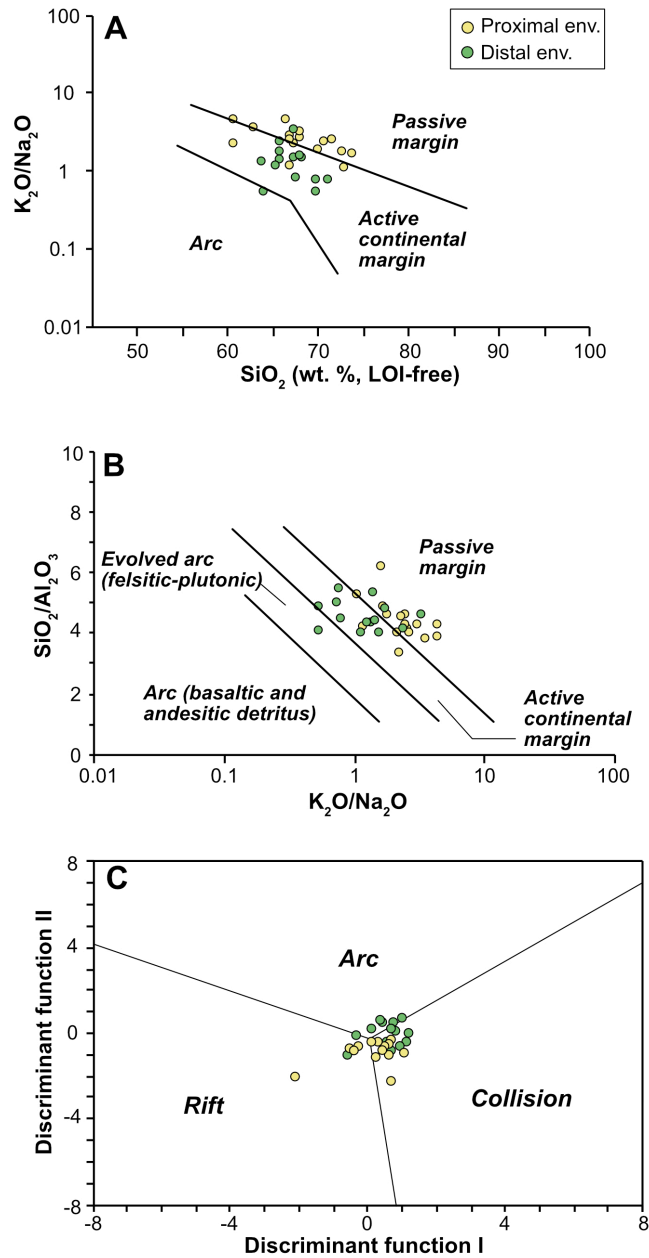 A
Proximal env.
Distal env.
100
10
1
0.1
0.01
K₂O/Na₂O
Passive
margin
Active
continental
margin
Arc
50
60
70
80
90
100
SiO₂ (wt. %, LOI-free)
B
10
8
6
4
2
0
SiO₂/Al₂O₃
Evolved arc
(felsitic-plutonic)
Passive
margin
Arc (basaltic and
andesitic detritus)
Active
continental
margin
0.01
0.1
1
10
100
K₂O/Na₂O
C
8
4
0
-4
-8
Discriminant function II
Arc
Rift
Collision
-8
-4
0
4
8
Discriminant function I